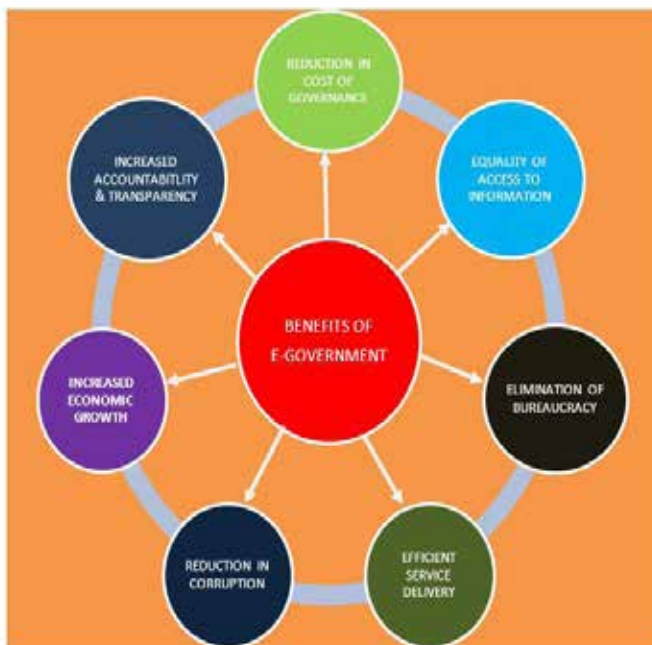 REDUCTION IN
COST OF
GOVERNANCE
EQUALITY OF
ACCESS TO
INFORMATION
ELIMINATION OF
BUREAUCRACY
EFFICIENT
SERVICE
DELIVERY
REDUCTION IN
CORRUPTION
INCREASED
ECONOMIC
GROWTH
INCREASED
ACCOUNTABITLITY
& TRANSPARENCY
BENEFITS OF
E-GOVERNMENT